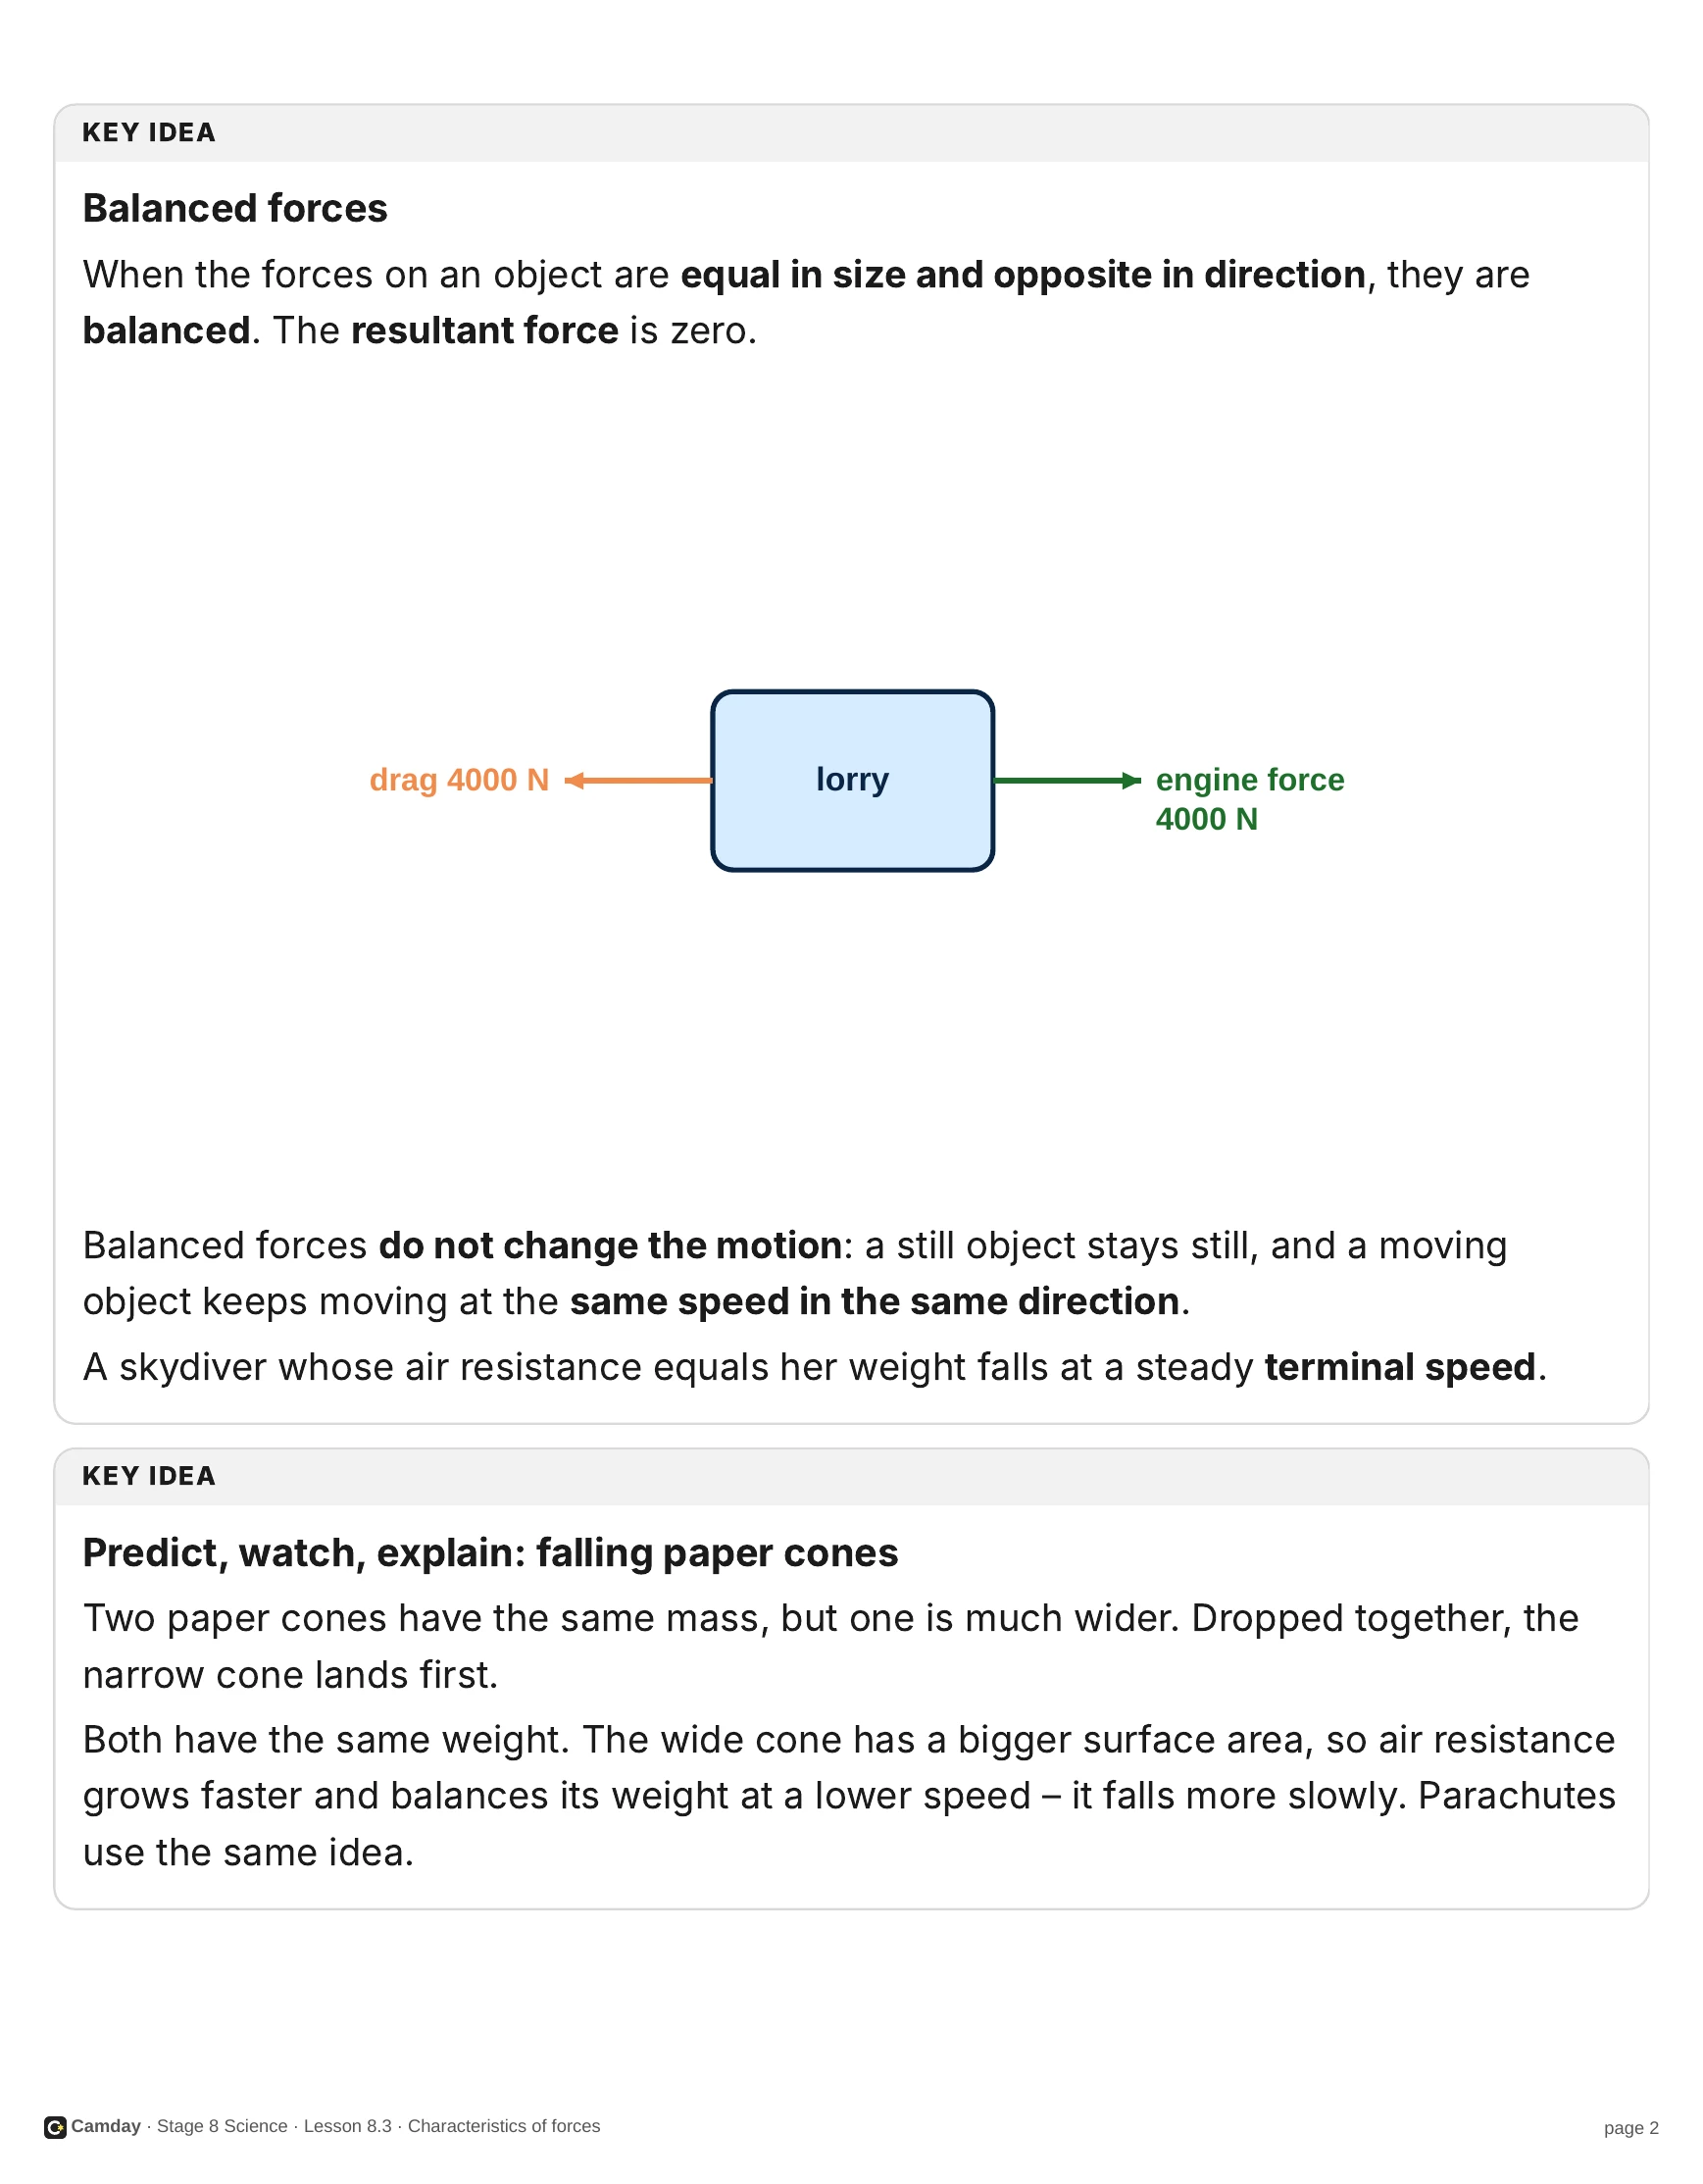 KEY IDEA
Balanced forces
When the forces on an object are equal in size and opposite in direction, they are
balanced. The resultant force is zero.
drag 4000 N
lorry
engine force
4000 N
Balanced forces do not change the motion: a still object stays still, and a moving
object keeps moving at the same speed in the same direction.
A skydiver whose air resistance equals her weight falls at a steady terminal speed.
KEY IDEA
Predict, watch, explain: falling paper cones
Two paper cones have the same mass, but one is much wider. Dropped together, the
narrow cone lands first.
Both have the same weight. The wide cone has a bigger surface area, so air resistance
grows faster and balances its weight at a lower speed – it falls more slowly. Parachutes
use the same idea.
Camday · Stage 8 Science · Lesson 8.3 · Characteristics of forces
page 2